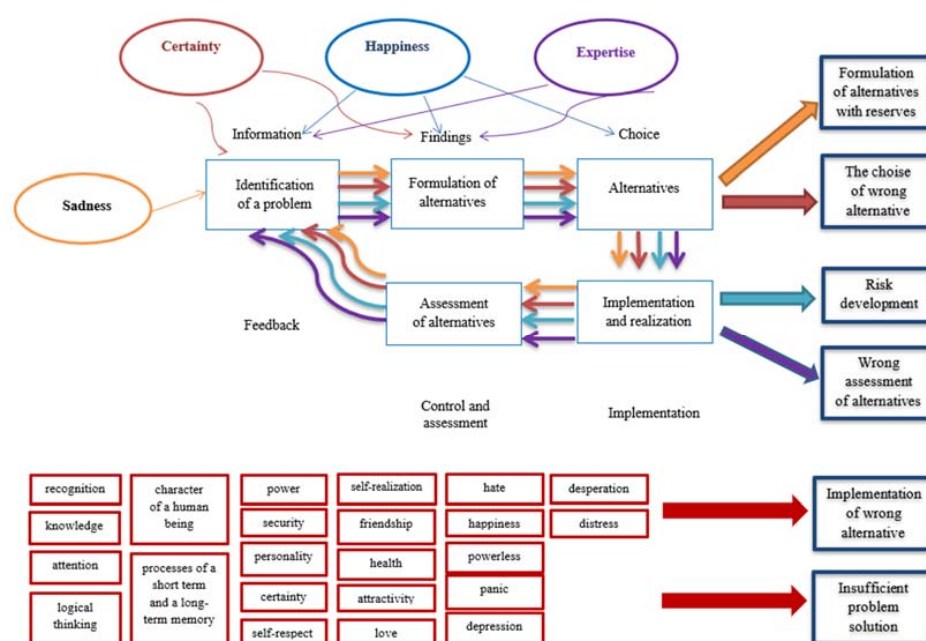 Certainty
Happiness
Expertise
Formulation
of alternatives
with reserves
Information
Findings
Choice
Identification
of a problem
Formulation of
alternatives
Alternatives
The choise
of wrong
alternative
Sadness
Assessment
of alternatives
Implementation
and realization
Risk
development
Feedback
Wrong
assessment
of alternatives
Control and
assessment
Implementation
recognition
knowledge
attention
logical
thinking
character
of a human
being
processes of a
short term
and a long-
term memory
power
security
personality
certainty
self-respect
self-realization
friendship
health
attractivity
love
hate
happiness
powerless
panic
depression
desperation
distress
Implementation
of wrong
alternative
Insufficient
problem
solution